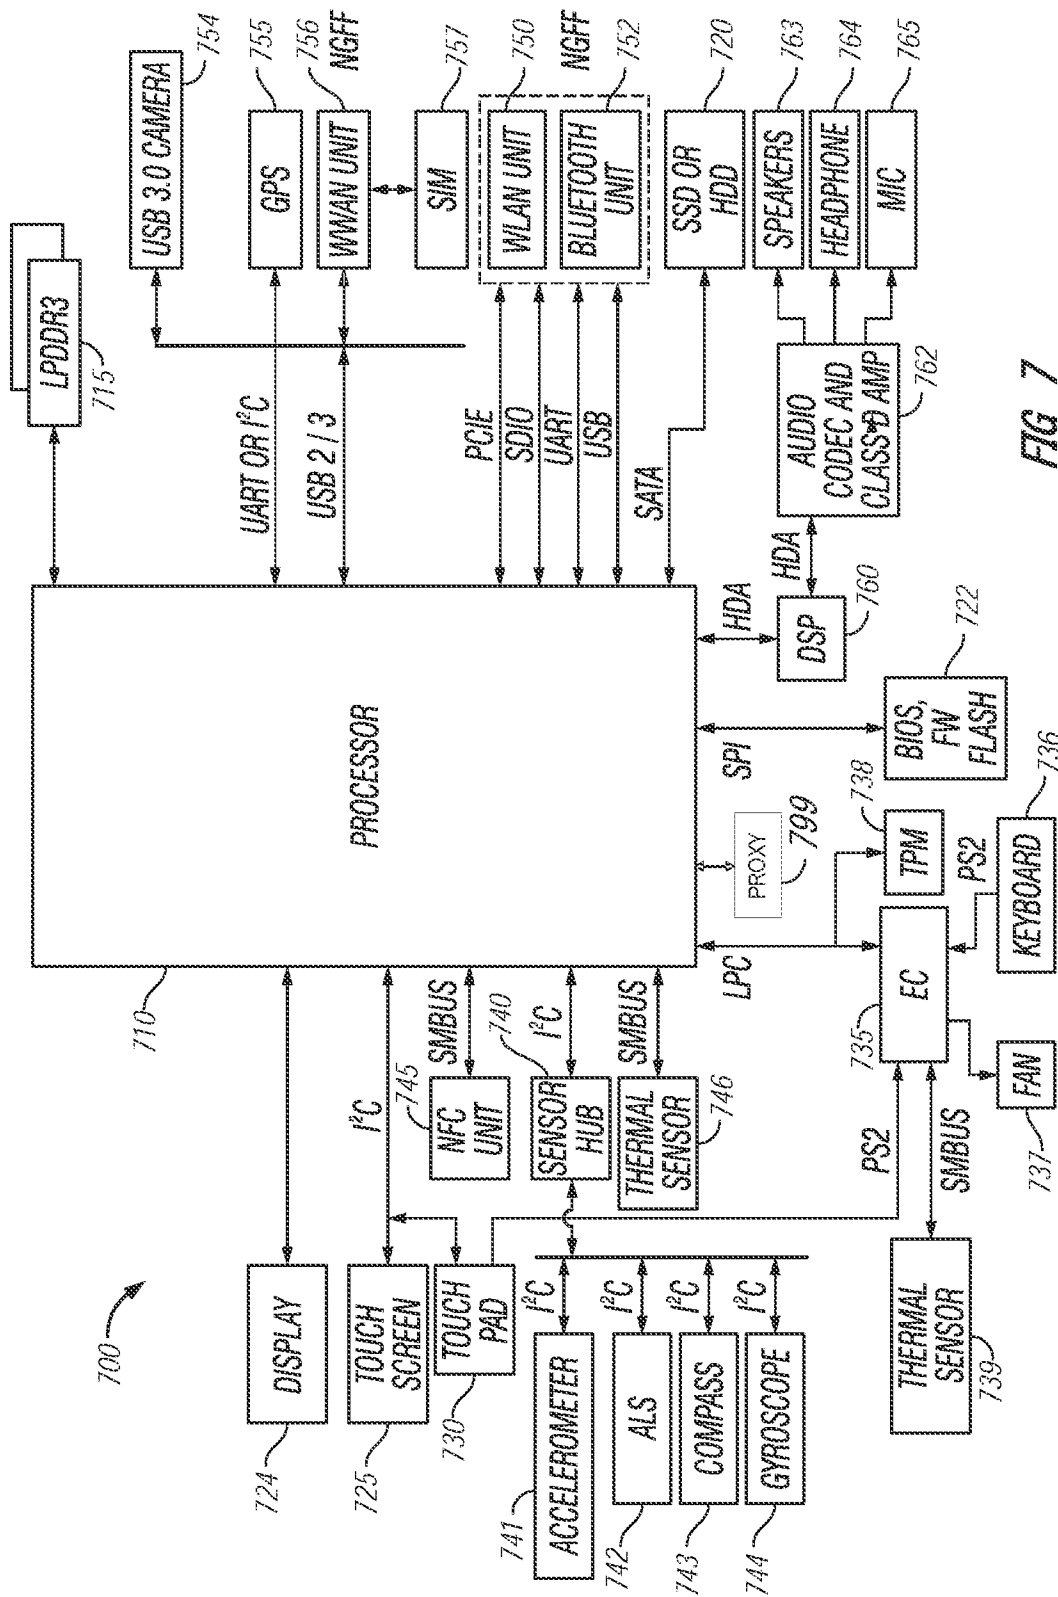 700
DISPLAY
724
TOUCH
SCREEN
725
TOUCH
PAD
730
I²C
ACCELEROMETER
741
I²C
ALS
742
I²C
COMPASS
743
I²C
GYROSCOPE
744
I²C
NFC
UNIT
745
SMBUS
SENSOR
HUB
740
I²C
THERMAL
SENSOR
746
SMBUS
THERMAL
SENSOR
739
SMBUS
PS2
FAN
737
EC
735
LPC
KEYBOARD
736
PS2
TPM
738
PROXY
799
PROCESSOR
710
SPI
BIOS,
FW
FLASH
722
HDA
DSP
760
HDA
AUDIO
CODEC AND
CLASS D AMP
762
LPDDR3
715
UART OR I²C
USB 2 / 3
PCIE
SDIO
UART
USB
SATA
USB 3.0 CAMERA
754
GPS
755
WWAN UNIT
756
NGFF
SIM
757
WLAN UNIT
750
BLUETOOTH
UNIT
752
NGFF
SSD OR
HDD
720
SPEAKERS
763
HEADPHONE
764
MIC
765
FIG 7